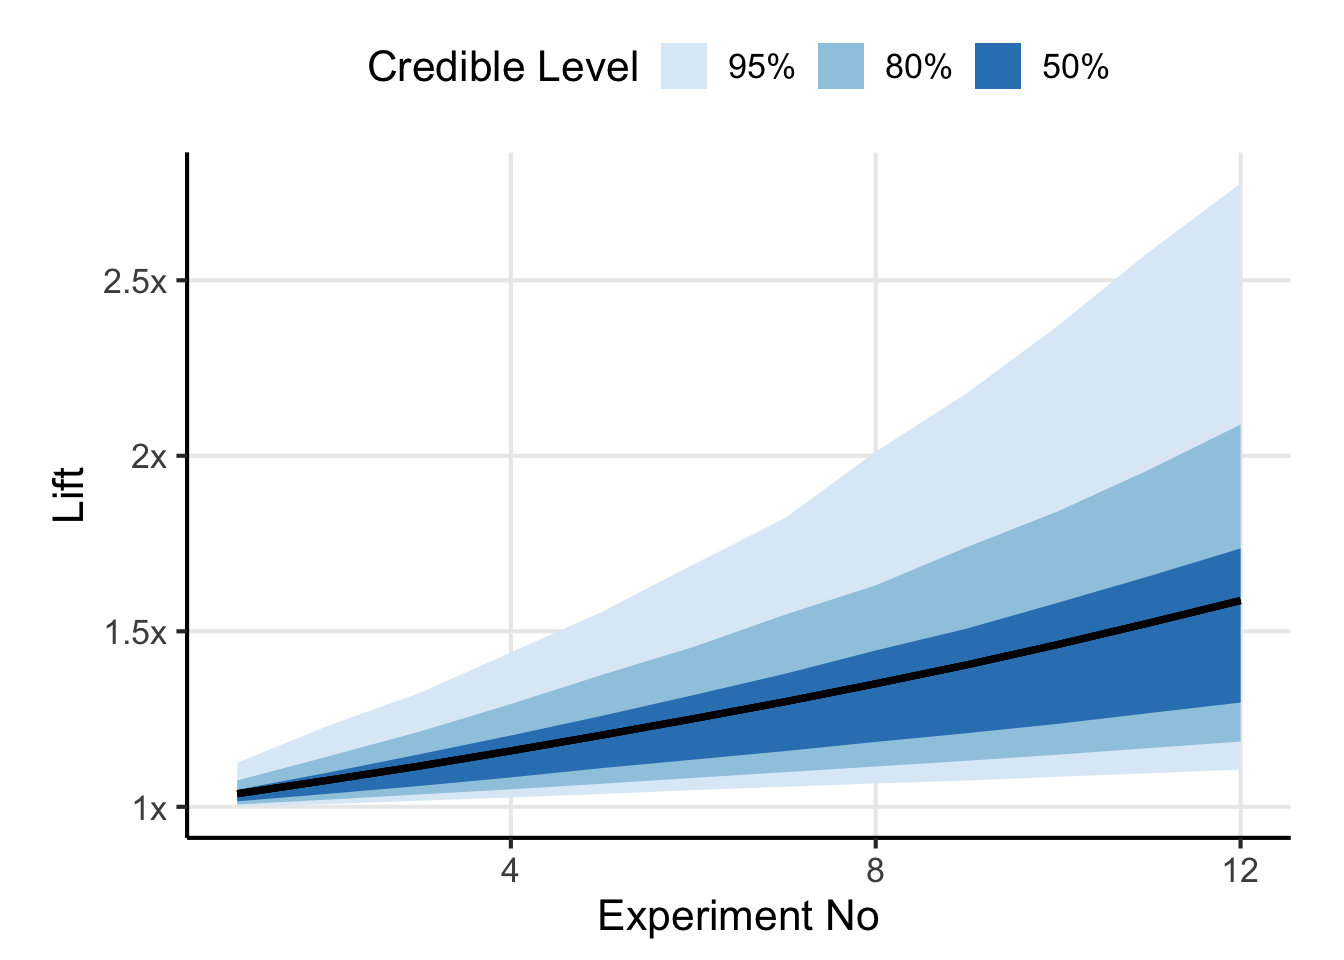 Credible Level 95% 80% 50%
2.5x
2x
1.5x
1x
Lift
4 8 12
Experiment No